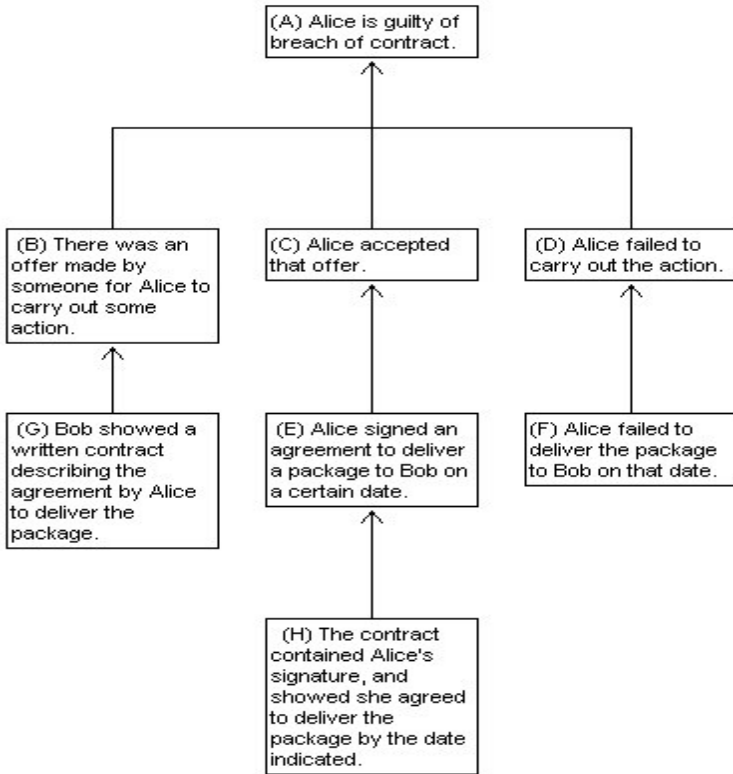 (A) Alice is guilty of
breach of contract.
(B) There was an
offer made by
someone for Alice to
carry out some
action.
(C) Alice accepted
that offer.
(D) Alice failed to
carry out the action.
(G) Bob showed a
written contract
describing the
agreement by Alice
to deliver the
package.
(E) Alice signed an
agreement to deliver
a package to Bob on
a certain date.
(F) Alice failed to
deliver the package
to Bob on that date.
(H) The contract
contained Alice's
signature, and
showed she agreed
to deliver the
package by the date
indicated.